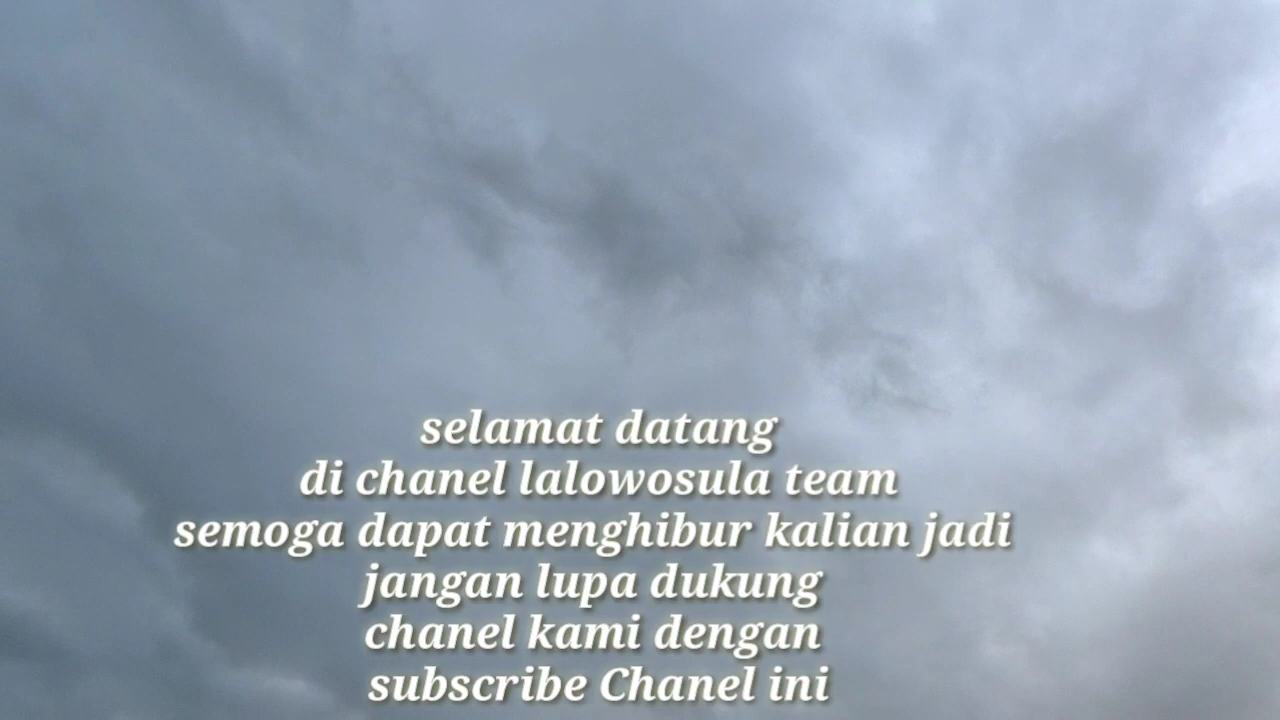 selamat datang
di chanel lalowosula team
semoga dapat menghibur kalian jadi
jangan lupa dukung
chanel kami dengan
subscribe Chanel ini